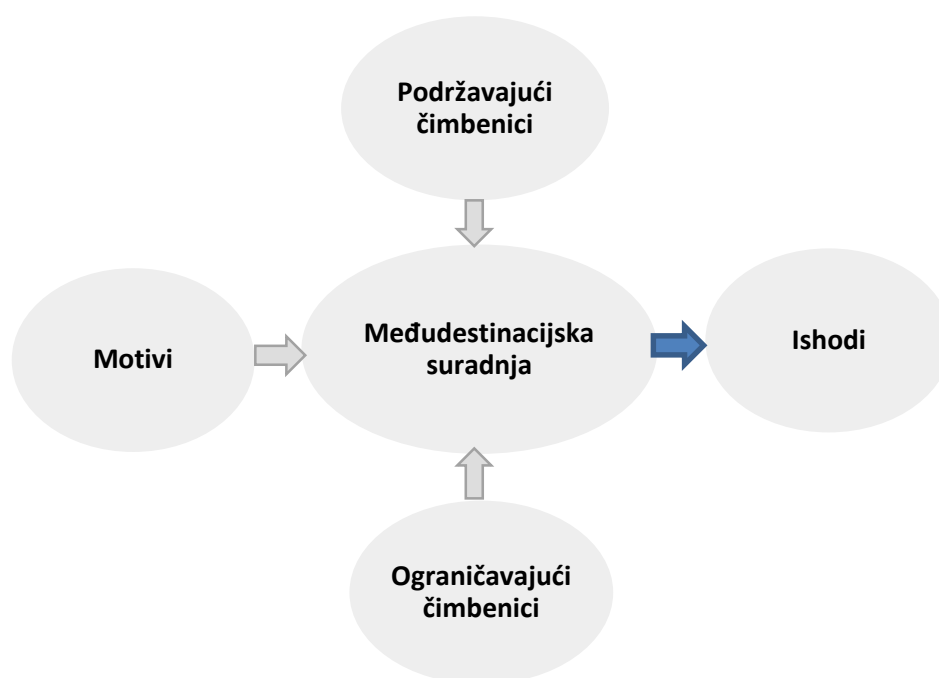 Podržavajući
čimbenici
Motivi
Međudestinacijska
suradnja
Ishodi
Ograničavajući
čimbenici